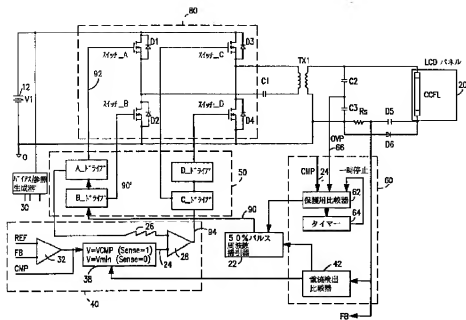 80
スイッチ_A
D1
スイッチ_C
D3
TX1
LCD パネル
20
92
C1
C2
CCFL
12
V1
スイッチ_B
D2
スイッチ_D
D4
C3
Rs
D5
D6
OVP
66
0
A_ドライブ
D_ドライブ
50
CMP
24
一時停止
60
バイアス/参照
生成源
30
B_ドライブ
90'
C_ドライブ
90
保護用比較器
62
64
タイマー
26
94
REF
FB
CMP
32
V=VCMP (Sense=1)
V=Vmin (Sense=0)
38
24
28
50%パルス
22
電流検出
比較器
42
40
FB